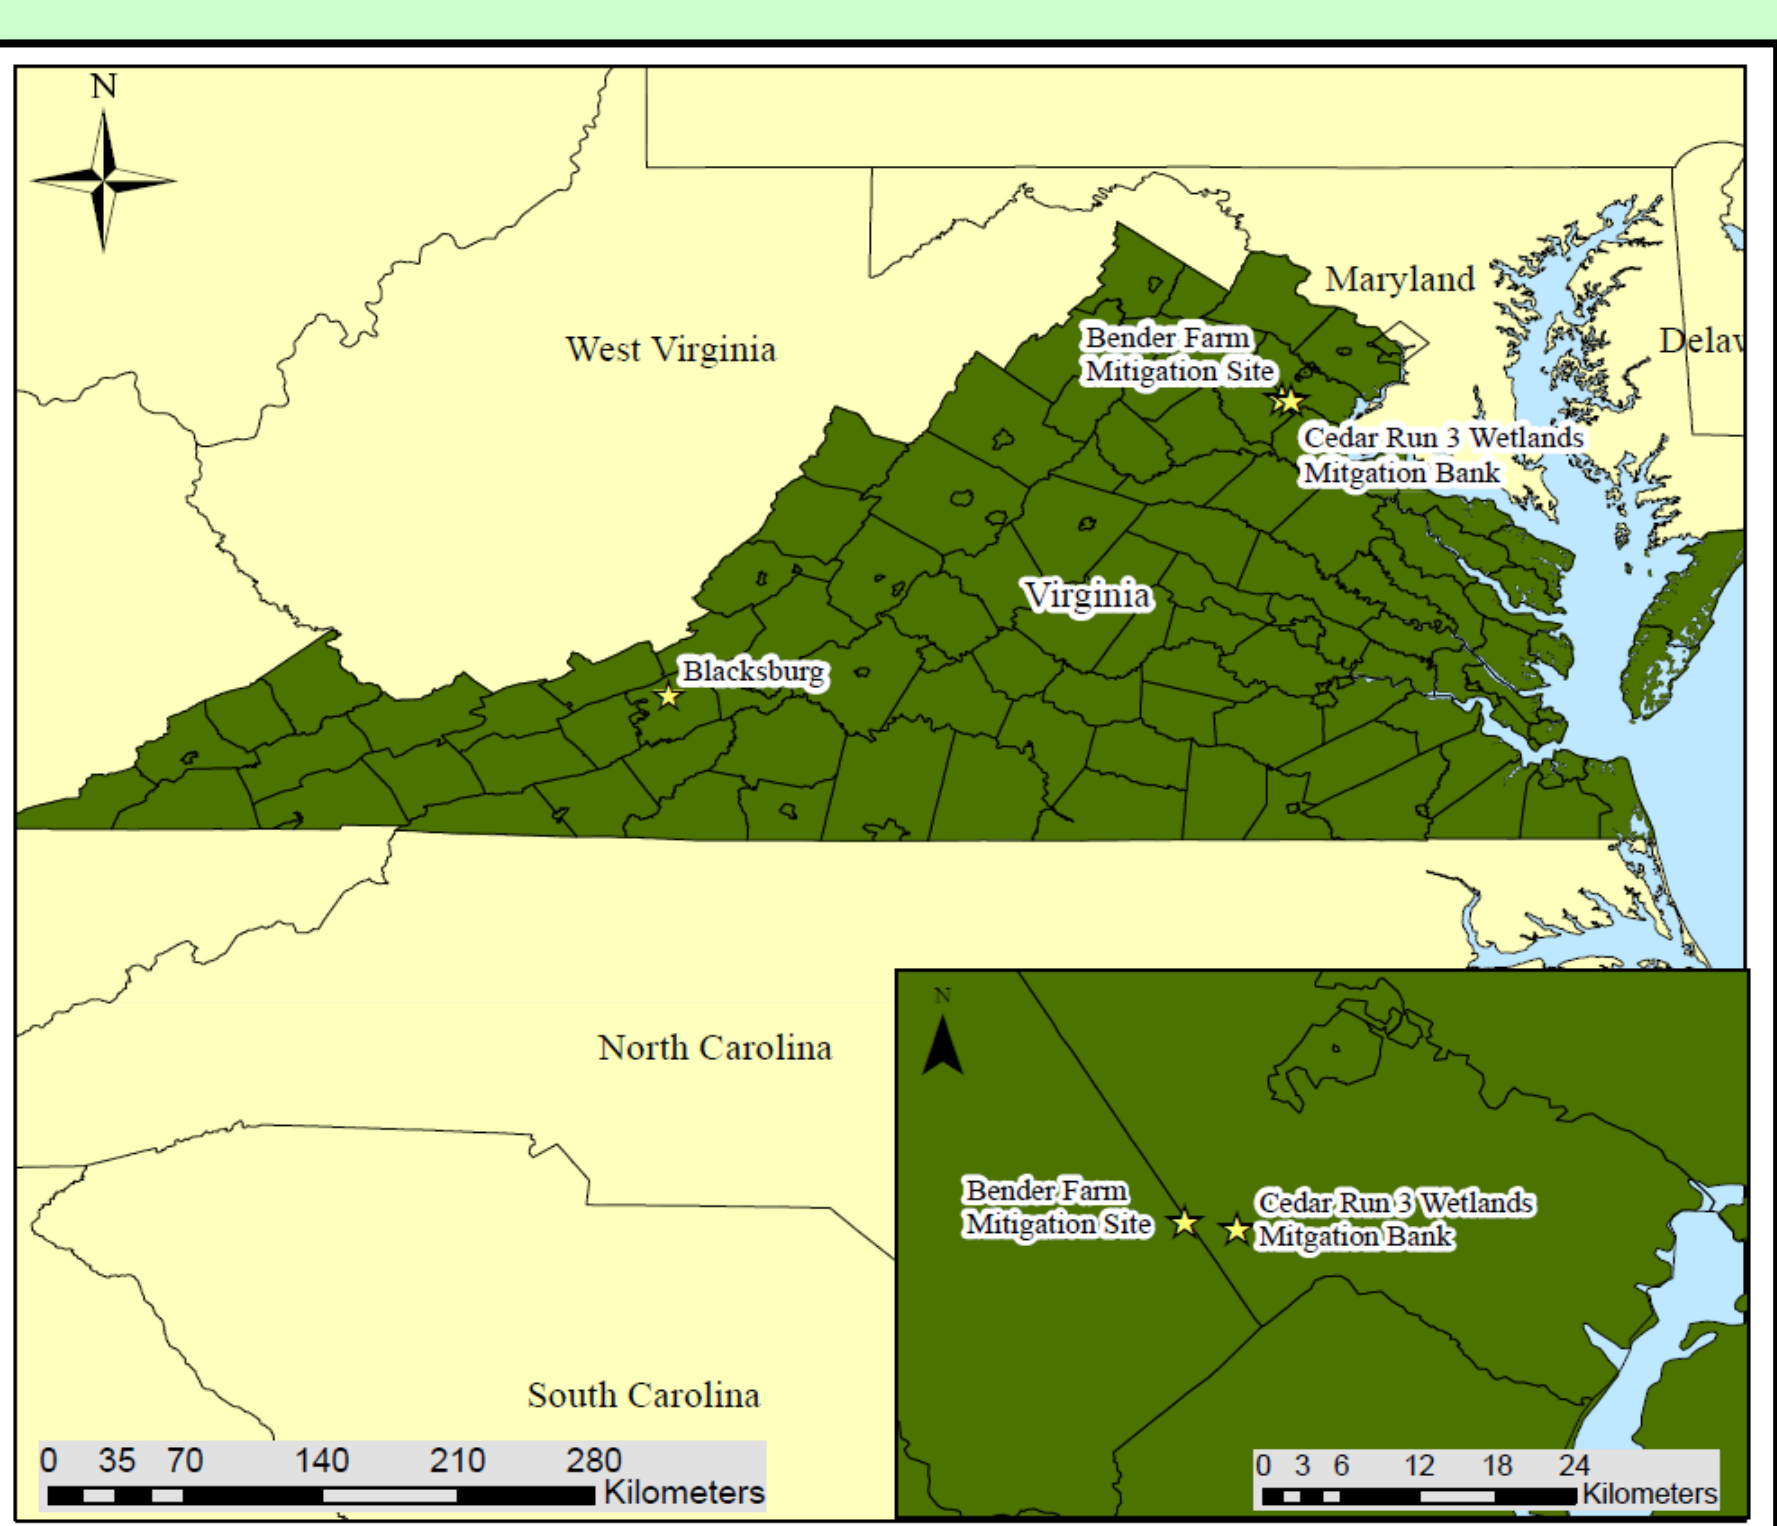 N
Maryland
Delaw
West Virginia
Bender Farm
Mitigation Site
Cedar Run 3 Wetlands
Mitgation Bank
Virginia
Blacksburg
North Carolina
South Carolina
0 35 70 140 210 280
Kilometers
N
Bender Farm
Mitigation Site
Cedar Run 3 Wetlands
Mitgation Bank
0 3 6 12 18 24
Kilometers